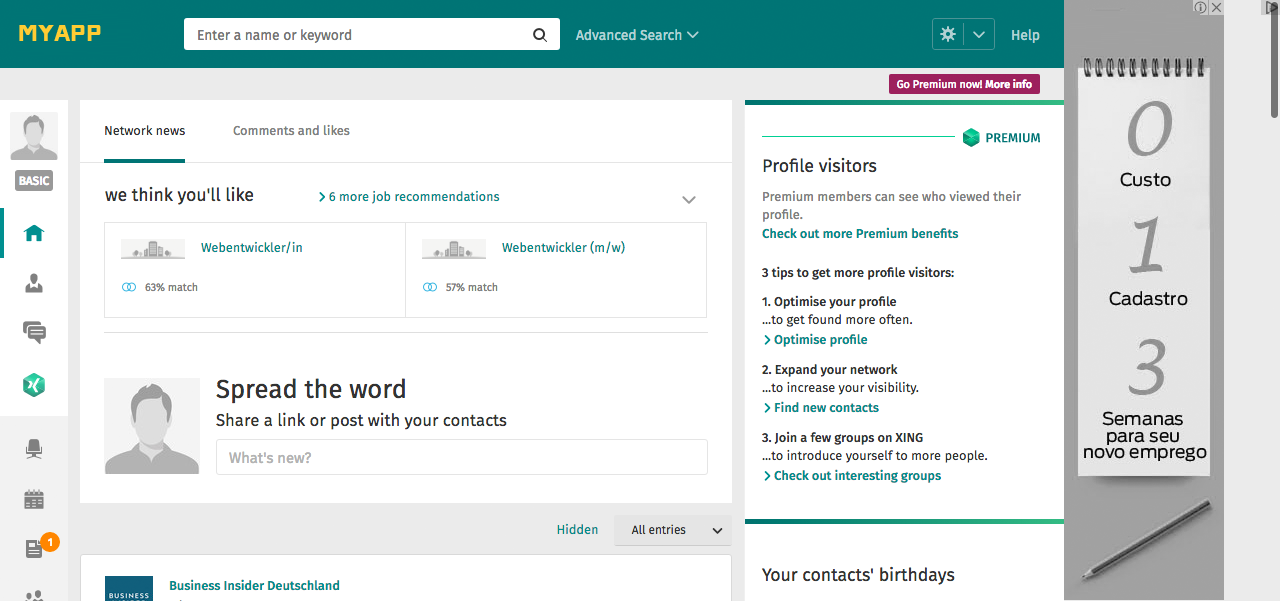 MYAPP
Enter a name or keyword
Advanced Search
Help
Go Premium now! More info
BASIC
1
Network news
Comments and likes
we think you'll like
6 more job recommendations
Webentwickler/in
63% match
Webentwickler (m/w)
57% match
Spread the word
Share a link or post with your contacts
What's new?
Hidden
All entries
BUSINESS
Business Insider Deutschland
PREMIUM
Profile visitors
Premium members can see who viewed their
profile.
Check out more Premium benefits
3 tips to get more profile visitors:
1. Optimise your profile
...to get found more often.
Optimise profile
2. Expand your network
...to increase your visibility.
Find new contacts
3. Join a few groups on XING
...to introduce yourself to more people.
Check out interesting groups
Your contacts' birthdays
0
Custo
1
Cadastro
3
Semanas
para seu
novo emprego